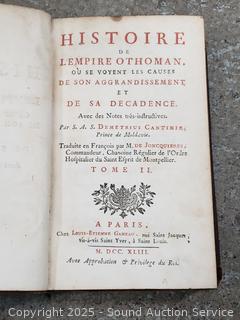 HISTOIRE
DE
L'EMPIRE OTHOMAN,
OU SE VOYENT LES CAUSES
DE SON AGGRANDISSEMENT
ET
DE SA DECADENCE.
Avec des Notes très-instructives.
Par S. A. S. DEMETRIUS CANTIMIR,
Prince de Moldavie.
Traduite en François par M. DE JONCQUIERES,
Commandeur, Chanoine Régulier de l'Ordre
Hospitalier du Saint Esprit de Montpellier.
TOME II.
A PARIS,
Chez LOUIS-ETIENNE GANEAU, rue Saint Jacques,
vis-à-vis Saint Yves, à Saint Louis.
M. DCC. XLIII.
Avec Approbation & Privilege du Roi.
Copyright 2025 - Sound Auction Service